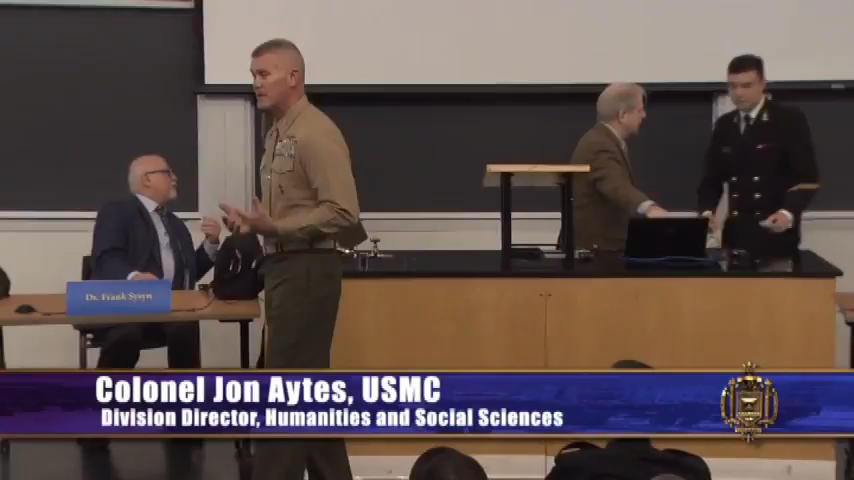 Dr. Frank Sysyn
Colonel Jon Aytes, USMC
Division Director, Humanities and Social Sciences